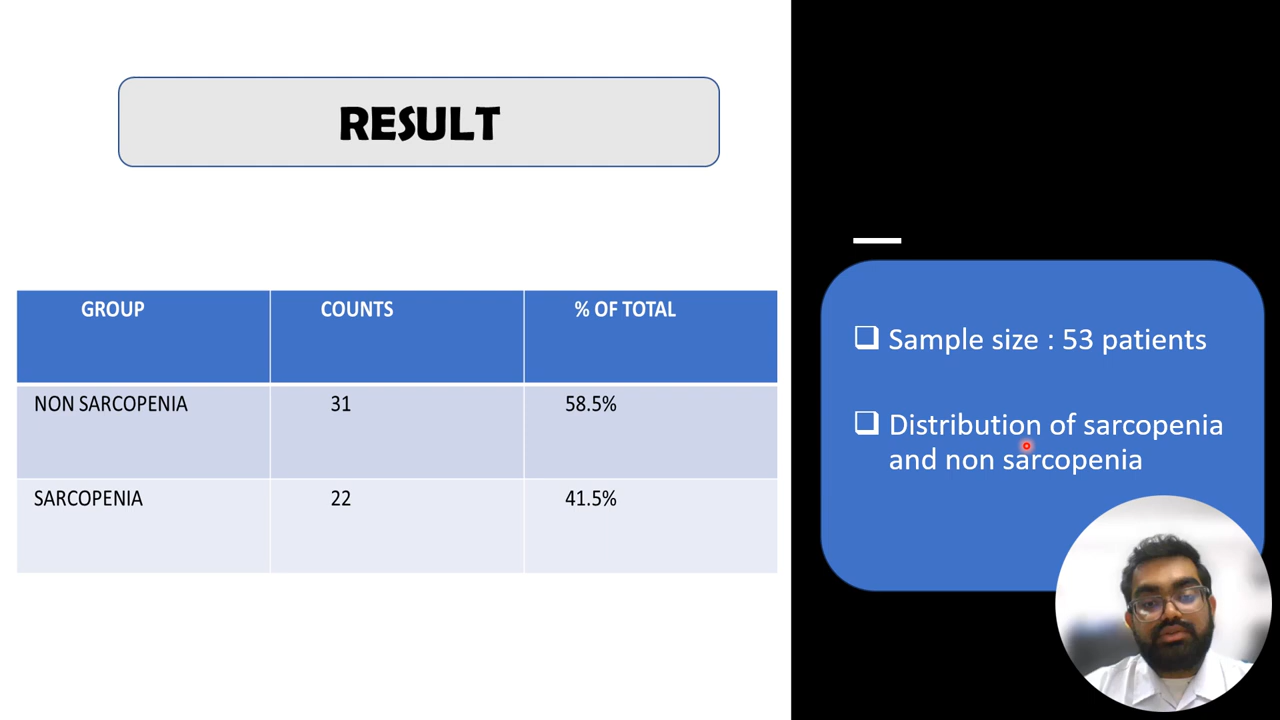 RESULT
GROUP COUNTS % OF TOTAL
NON SARCOPENIA 31 58.5%
SARCOPENIA 22 41.5%
❑ Sample size : 53 patients
❑ Distribution of sarcopenia
and non sarcopenia